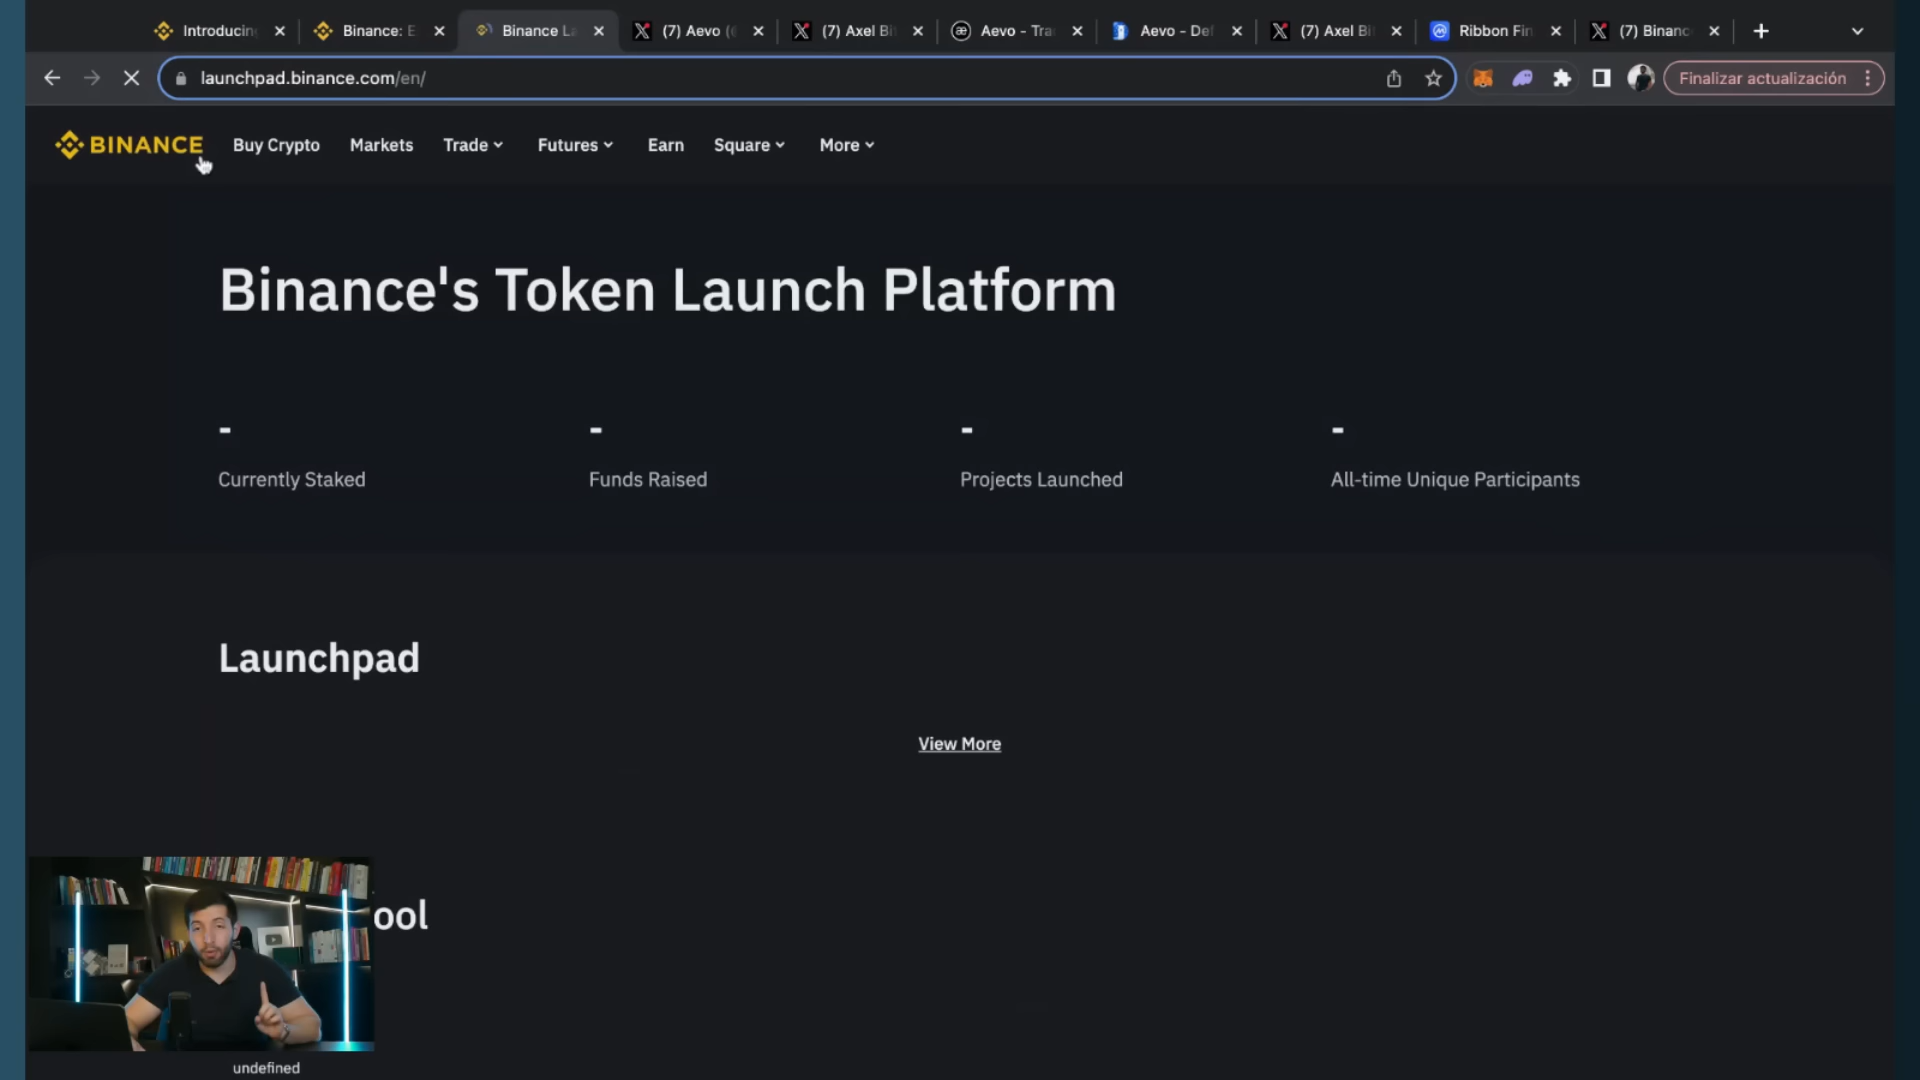 Introducin
Binance: E
Binance La
(7) Aevo (
(7) Axel Bi
Aevo - Tra
Aevo - Def
(7) Axel Bi
Ribbon Fin
(7) Binanc
launchpad.binance.com/en/
Finalizar actualización
BINANCE
Buy Crypto
Markets
Trade
Futures
Earn
Square
More
Binance's Token Launch Platform
-
-
-
-
Currently Staked
Funds Raised
Projects Launched
All-time Unique Participants
Launchpad
View More
ool
undefined